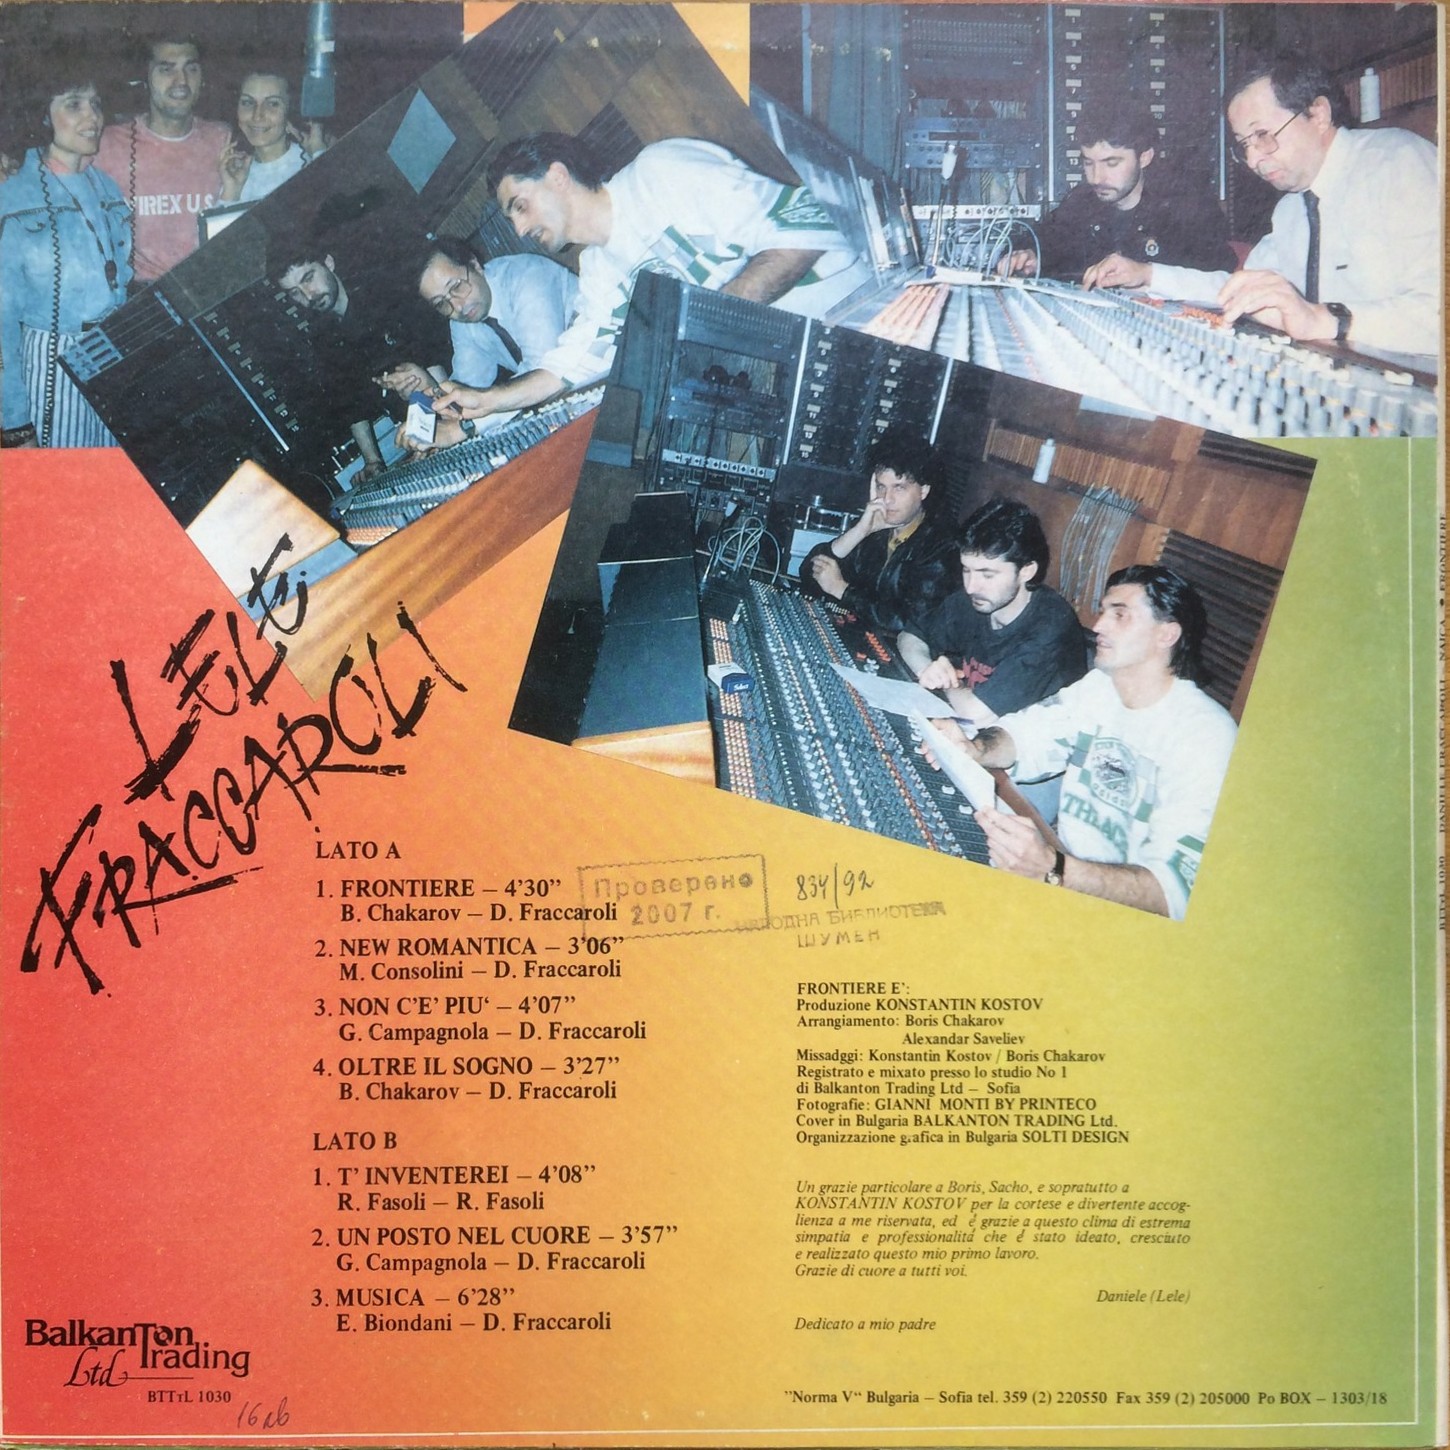 IREX U.S
LELE
FRACCAROLI
LATO A
1. FRONTIERE – 4'30”
B. Chakarov – D. Fraccaroli
2. NEW ROMANTICA – 3'06”
M. Consolini – D. Fraccaroli
3. NON C'E' PIU‘ – 4'07”
G. Campagnola – D. Fraccaroli
4. OLTRE IL SOGNO – 3'27”
B. Chakarov – D. Fraccaroli
LATO B
1. T' INVENTEREI – 4'08”
R. Fasoli – R. Fasoli
2. UN POSTO NEL CUORE – 3'57”
G. Campagnola – D. Fraccaroli
3. MUSICA – 6'28”
E. Biondani – D. Fraccaroli
Проверено
2007 г.
834/92
НАРОДНА БИБЛИОТЕКА
ШУМЕН
FRONTIERE E':
Produzione KONSTANTIN KOSTOV
Arrangiamento: Boris Chakarov
Alexandar Saveliev
Missadggi: Konstantin Kostov / Boris Chakarov
Registrato e mixato presso lo studio No 1
di Balkanton Trading Ltd – Sofia
Fotografie: GIANNI MONTI BY PRINTECO
Cover in Bulgaria BALKANTON TRADING Ltd.
Organizzazione grafica in Bulgaria SOLTI DESIGN
Un grazie particolare a Boris, Sacho, e sopratutto a
KONSTANTIN KOSTOV per la cortese e divertente accog-
lienza a me riservata, ed é grazie a questo clima di estrema
simpatia e professionalitá che é stato ideato, cresciuto
e realizzato questo mio primo lavoro.
Grazie di cuore a tutti voi.
Daniele (Lele)
Dedicato a mio padre
BalkanTon
Trading
Ltd
BTTтL 1030
16 лв
”Norma V“ Bulgaria – Sofia tel. 359 (2) 220550 Fax 359 (2) 205000 Po BOX – 1303/18